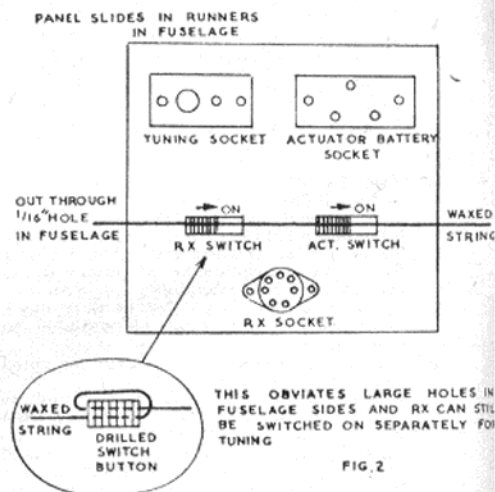 PANEL SLIDES IN RUNNERS
IN FUSELAGE
TUNING SOCKET
ACTUATOR BATTERY
SOCKET
OUT THROUGH
1/16" HOLE
IN FUSELAGE
ON
RX SWITCH
ON
ACT. SWITCH.
WAXED
STRING
RX SOCKET
WAXED
STRING
DRILLED
SWITCH
BUTTON
THIS OBVIATES LARGE HOLES IN
FUSELAGE SIDES AND RX CAN STIL
BE SWITCHED ON SEPARATELY FO
TUNING
FIG. 2